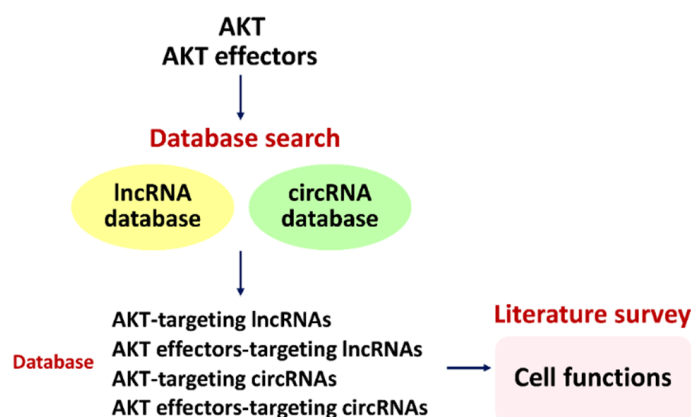 AKT
AKT effectors
Database search
lncRNA
database
circRNA
database
AKT-targeting lncRNAs
AKT effectors-targeting lncRNAs
AKT-targeting circRNAs
AKT effectors-targeting circRNAs
Database
Literature survey
Cell functions